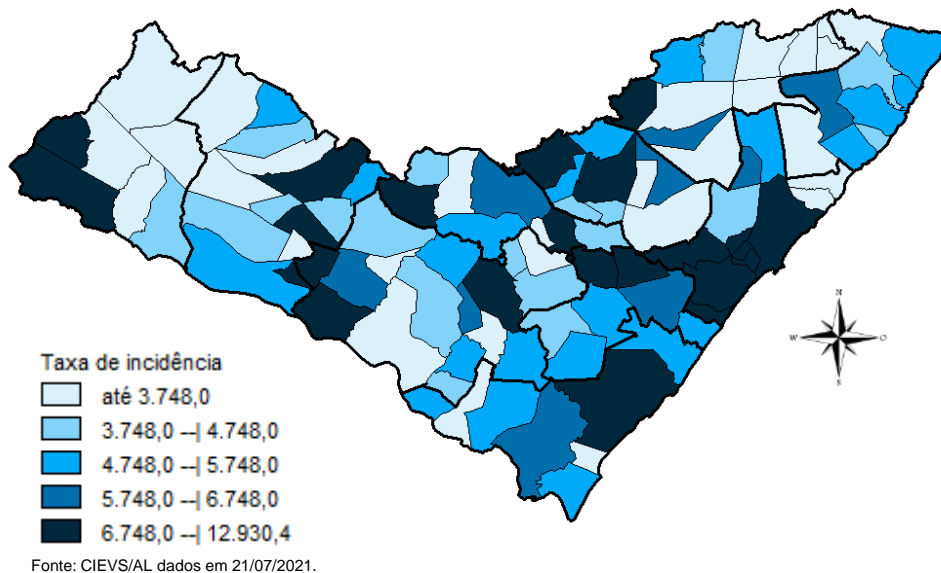 N
W
O
S
Taxa de incidência
até 3.748,0
3.748,0 --| 4.748,0
4.748,0 --| 5.748,0
5.748,0 --| 6.748,0
6.748,0 --| 12.930,4
Fonte: CIEVS/AL dados em 21/07/2021.